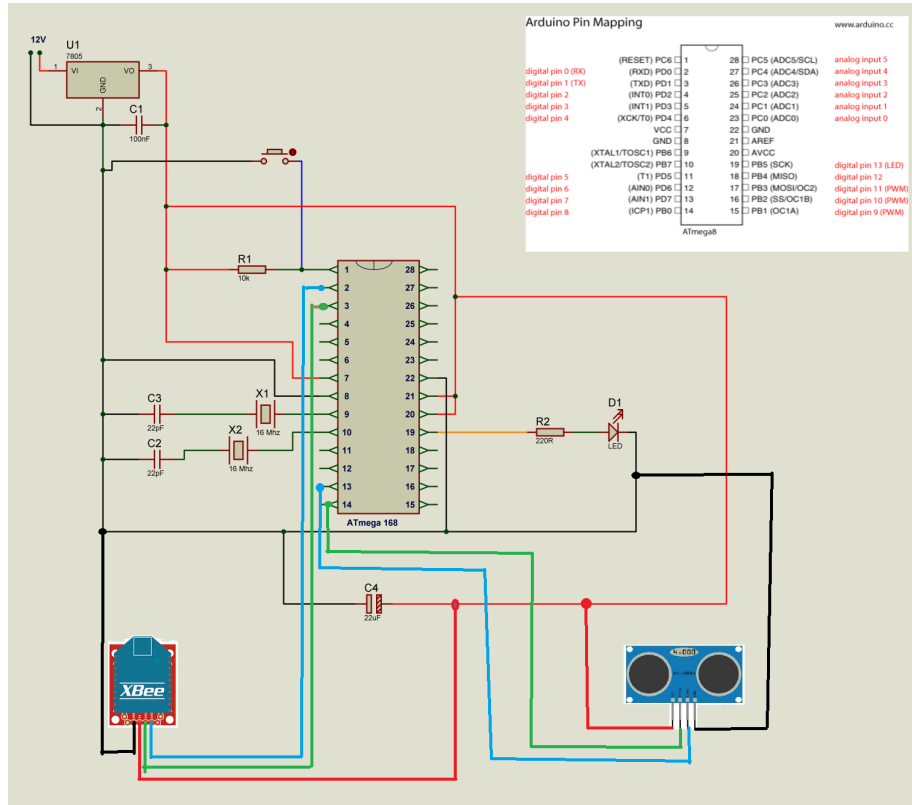 Arduino Pin Mapping
www.arduino.cc
(RESET) PC6 1 28 PC5 (ADC5/SCL) analog input 5
digital pin 0 (RX) (RXD) PD0 2 27 PC4 (ADC4/SDA) analog input 4
digital pin 1 (TX) (TXD) PD1 3 26 PC3 (ADC3) analog input 3
digital pin 2 (INT0) PD2 4 25 PC2 (ADC2) analog input 2
digital pin 3 (INT1) PD3 5 24 PC1 (ADC1) analog input 1
digital pin 4 (XCK/T0) PD4 6 23 PC0 (ADC0) analog input 0
VCC 7 22 GND
GND 8 21 AREF
(XTAL1/TOSC1) PB6 9 20 AVCC
(XTAL2/TOSC2) PB7 10 19 PB5 (SCK) digital pin 13 (LED)
digital pin 5 (T1) PD5 11 18 PB4 (MISO) digital pin 12
digital pin 6 (AIN0) PD6 12 17 PB3 (MOSI/OC2) digital pin 11 (PWM)
digital pin 7 (AIN1) PD7 13 16 PB2 (SS/OC1B) digital pin 10 (PWM)
digital pin 8 (ICP1) PB0 14 15 PB1 (OC1A) digital pin 9 (PWM)
ATmega8
12V
U1
7805
1 VI VO 3
GND
2
C1
100nF
R1
10k
1 28
2 27
3 26
4 25
5 24
6 23
7 22
8 21
9 20
10 19
11 18
12 17
13 16
14 15
ATmega 168
C3
22pF
X1
16 Mhz
C2
22pF
X2
16 Mhz
R2
220R
D1
LED
C4
22uF
XBee
4.000